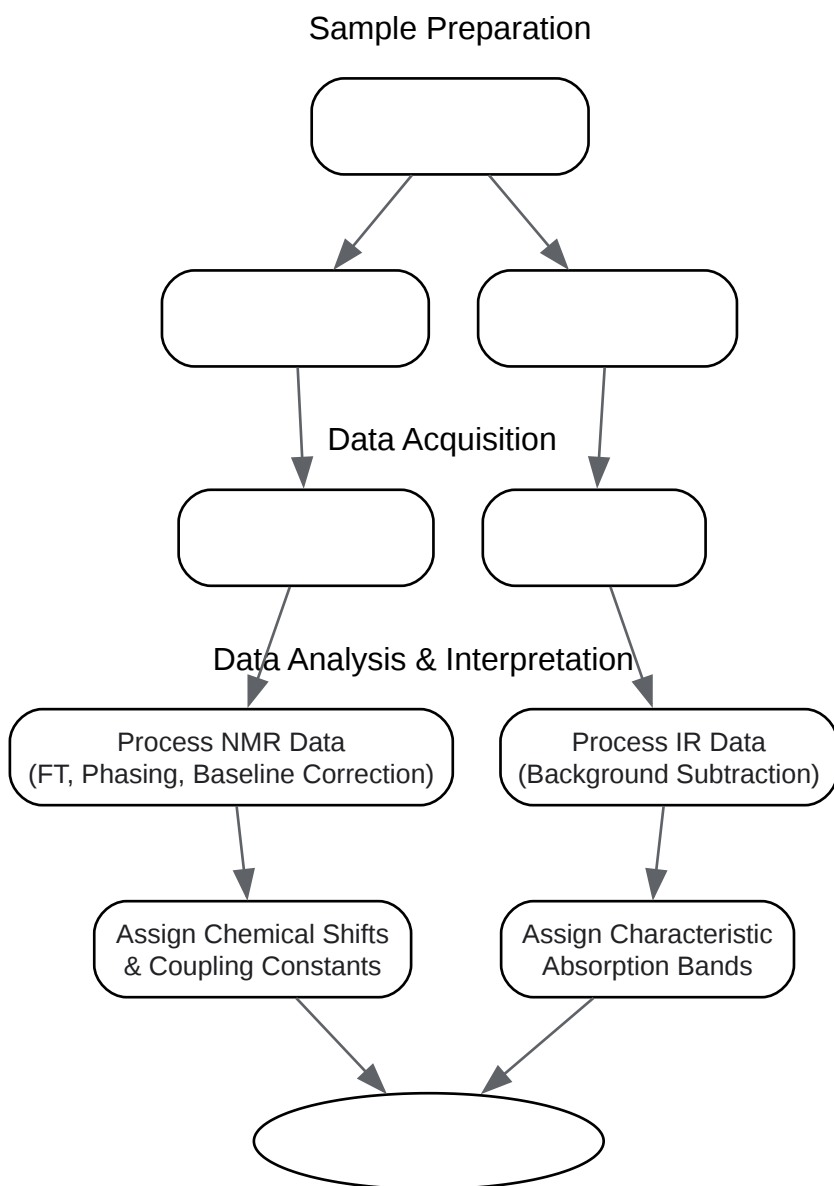 Sample Preparation
Data Acquisition
Data Analysis & Interpretation
Process NMR Data
(FT, Phasing, Baseline Correction)
Process IR Data
(Background Subtraction)
Assign Chemical Shifts
& Coupling Constants
Assign Characteristic
Absorption Bands